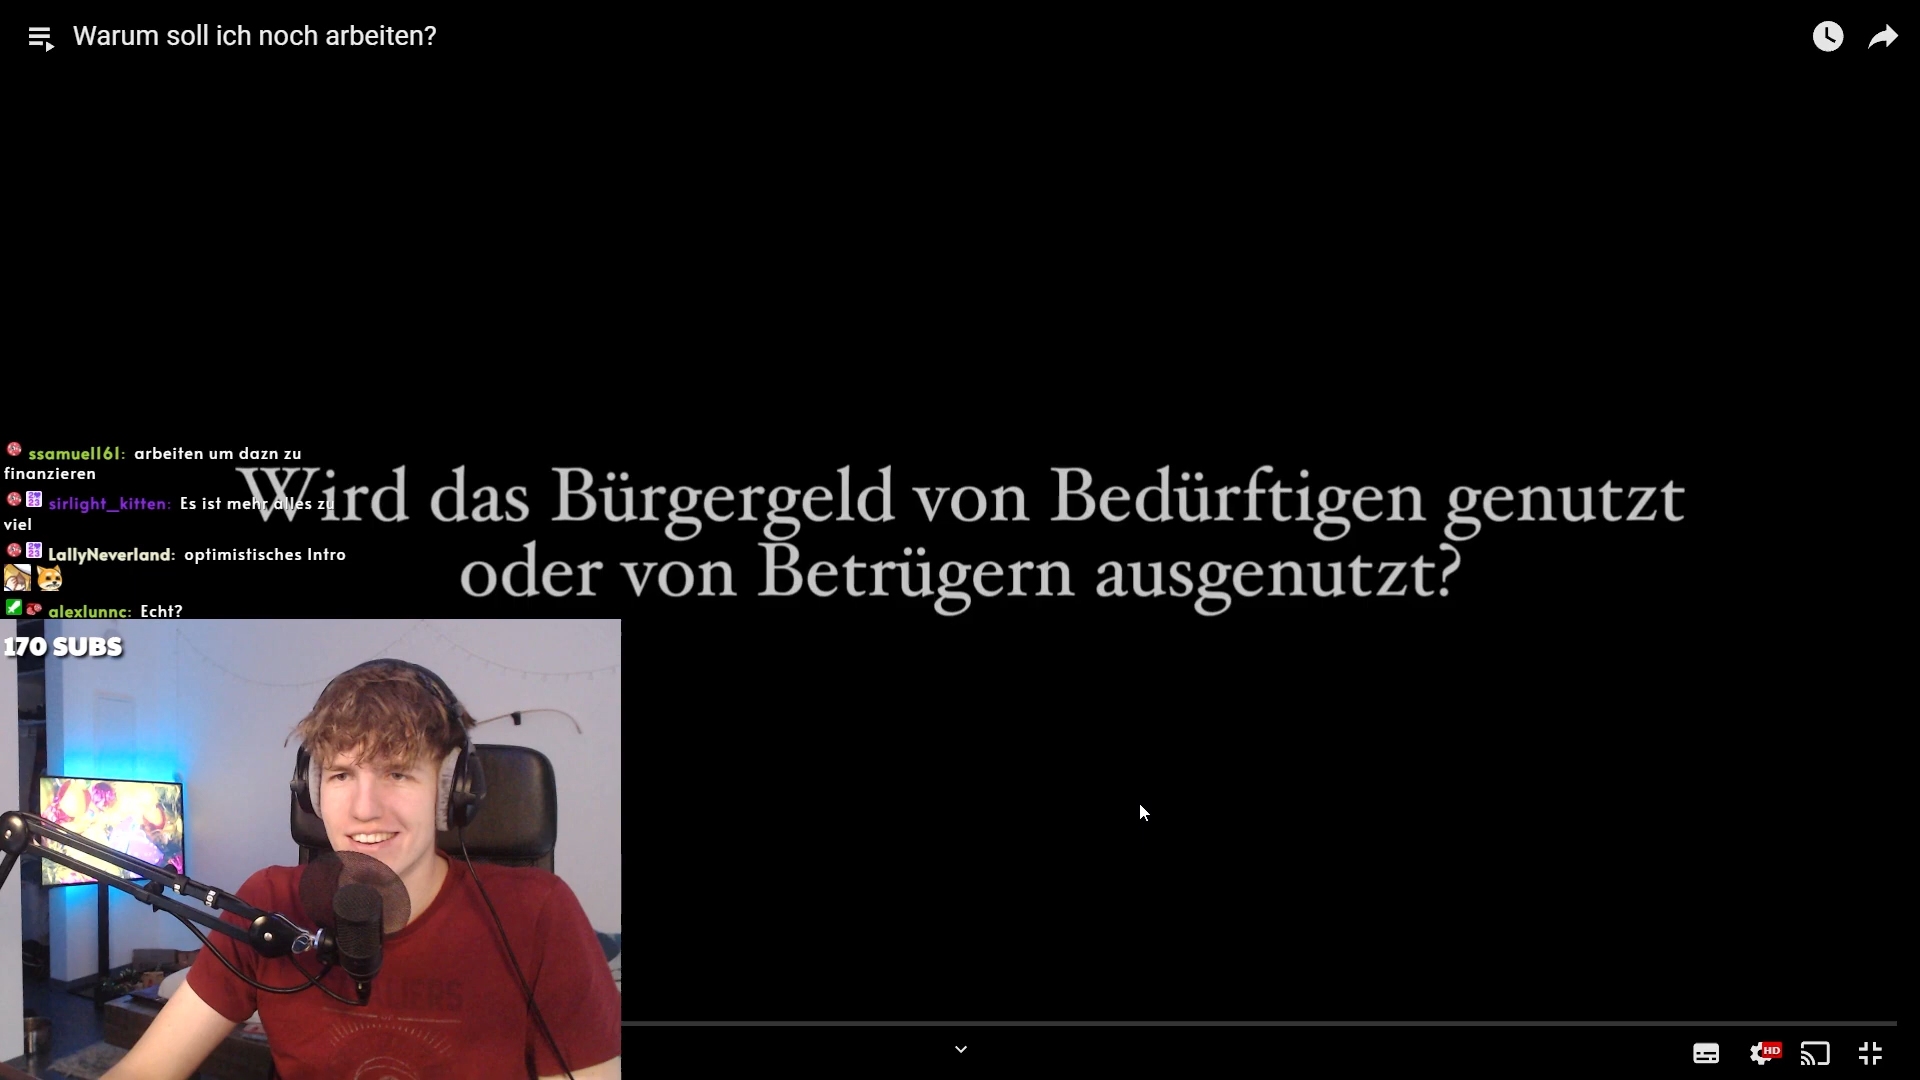 Warum soll ich noch arbeiten?
ssamuell61: arbeiten um dazn zu
finanzieren
sirlight_kitten: Es ist mehr alles zu
viel
LallyNeverland: optimistisches Intro
alexlunnc: Echt?
Wird das Bürgergeld von Bedürftigen genutzt
oder von Betrügern ausgenutzt?
170 SUBS
HD